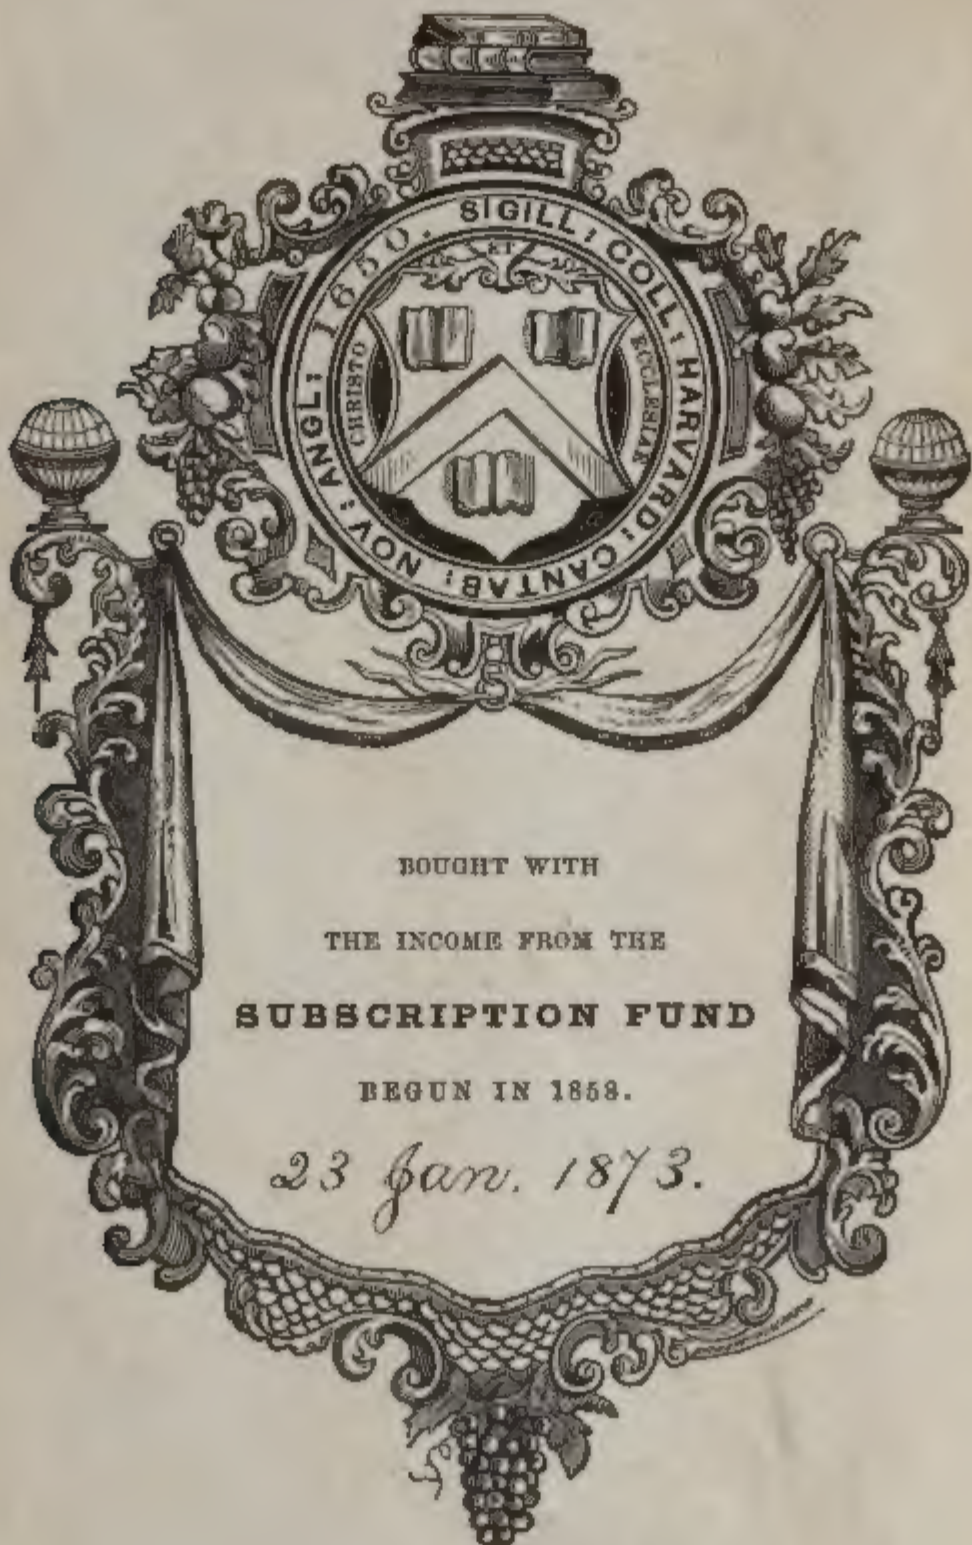 SIGILL : COLL : HARVARD : CANTAB : NOV : ANGL : 1650.
CHRISTO
ET
ECCLESIAE
BOUGHT WITH
THE INCOME FROM THE
SUBSCRIPTION FUND
BEGUN IN 1858.
23 Jan. 1873.